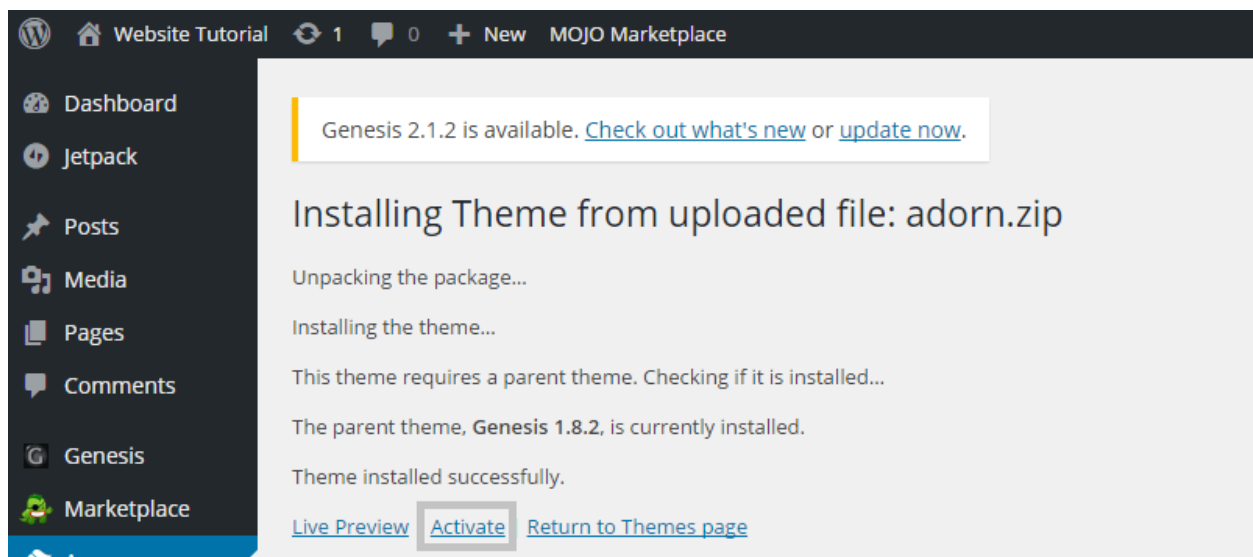 Website Tutorial 1 0 + New MOJO Marketplace
Dashboard
Jetpack
Posts
Media
Pages
Comments
Genesis
Marketplace
Genesis 2.1.2 is available. Check out what's new or update now.
Installing Theme from uploaded file: adorn.zip
Unpacking the package...
Installing the theme...
This theme requires a parent theme. Checking if it is installed...
The parent theme, Genesis 1.8.2, is currently installed.
Theme installed successfully.
Live Preview Activate Return to Themes page